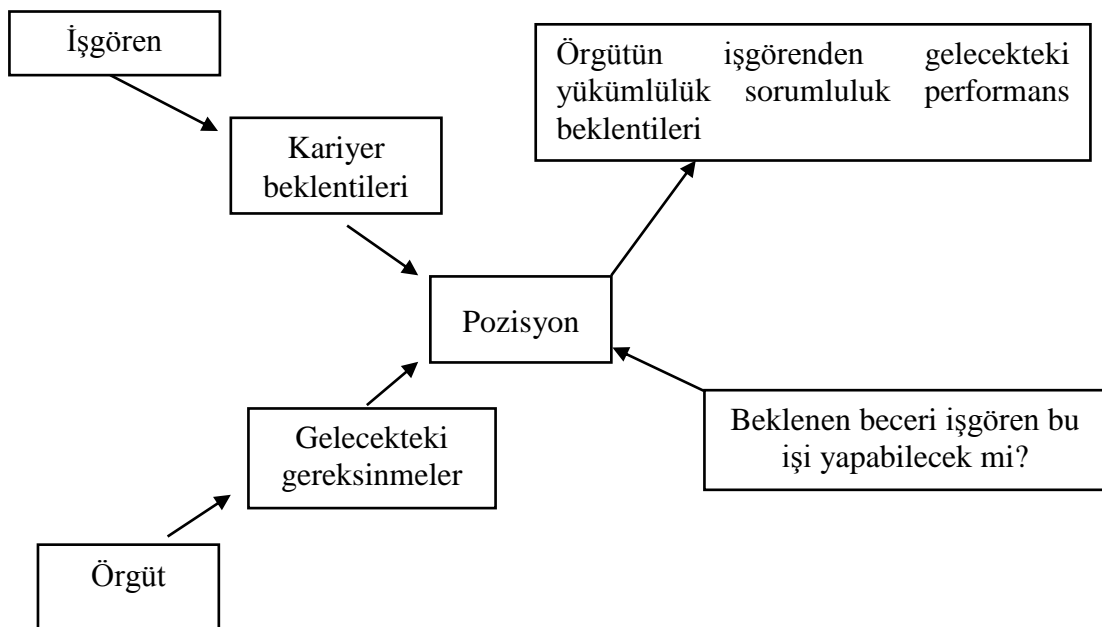 İşgören
Örgütün işgörenden gelecekteki
yükümlülük sorumluluk performans
beklentileri
Kariyer
beklentileri
Pozisyon
Beklenen beceri işgören bu
işi yapabilecek mi?
Gelecekteki
gereksinmeler
Örgüt